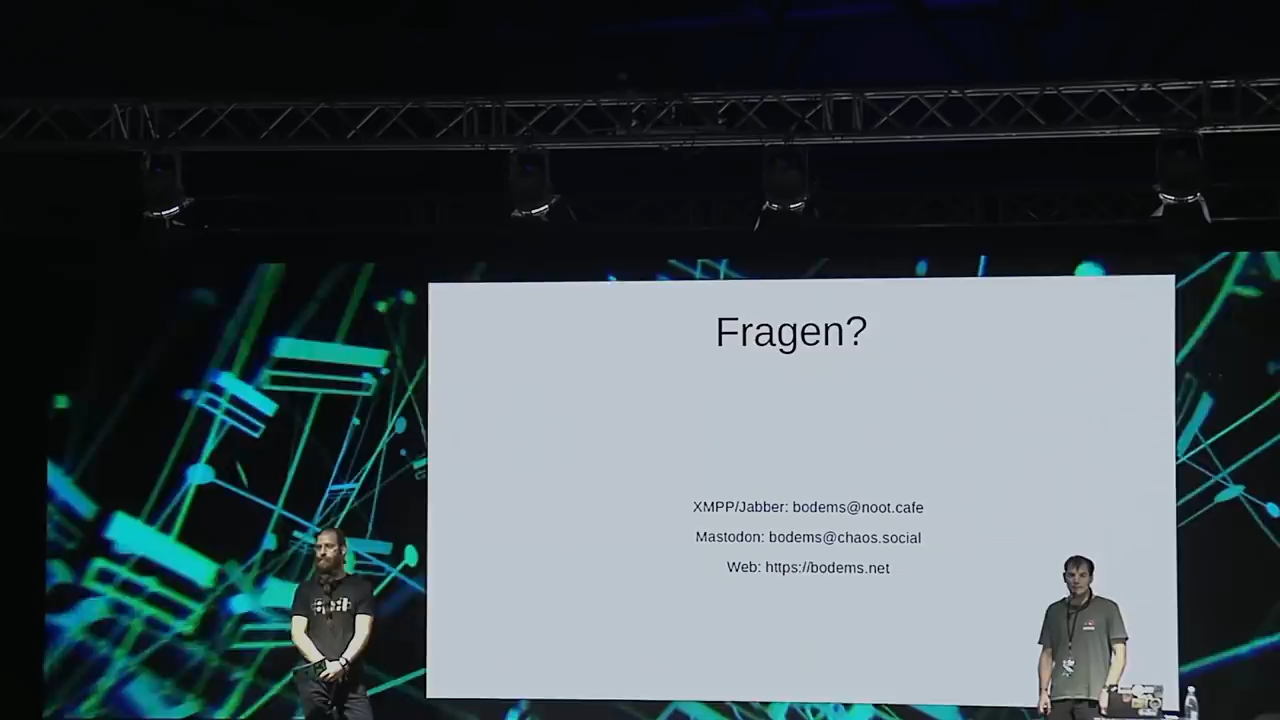 Fragen?
XMPP/Jabber: bodems@noot.cafe
Mastodon: bodems@chaos.social
Web: https://bodems.net